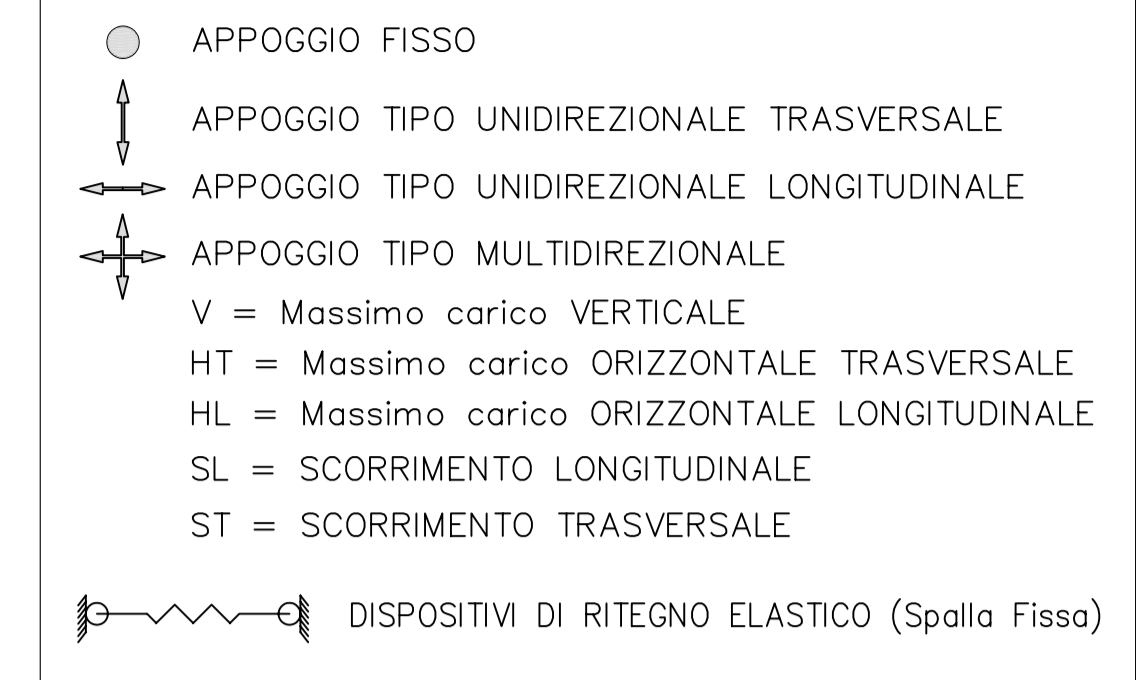 APPOGGIO FISSO
APPOGGIO TIPO UNIDIREZIONALE TRASVERSALE
APPOGGIO TIPO UNIDIREZIONALE LONGITUDINALE
APPOGGIO TIPO MULTIDIREZIONALE
V = Massimo carico VERTICALE
HT = Massimo carico ORIZZONTALE TRASVERSALE
HL = Massimo carico ORIZZONTALE LONGITUDINALE
SL = SCORRIMENTO LONGITUDINALE
ST = SCORRIMENTO TRASVERSALE
DISPOSITIVI DI RITEGNO ELASTICO (Spalla Fissa)